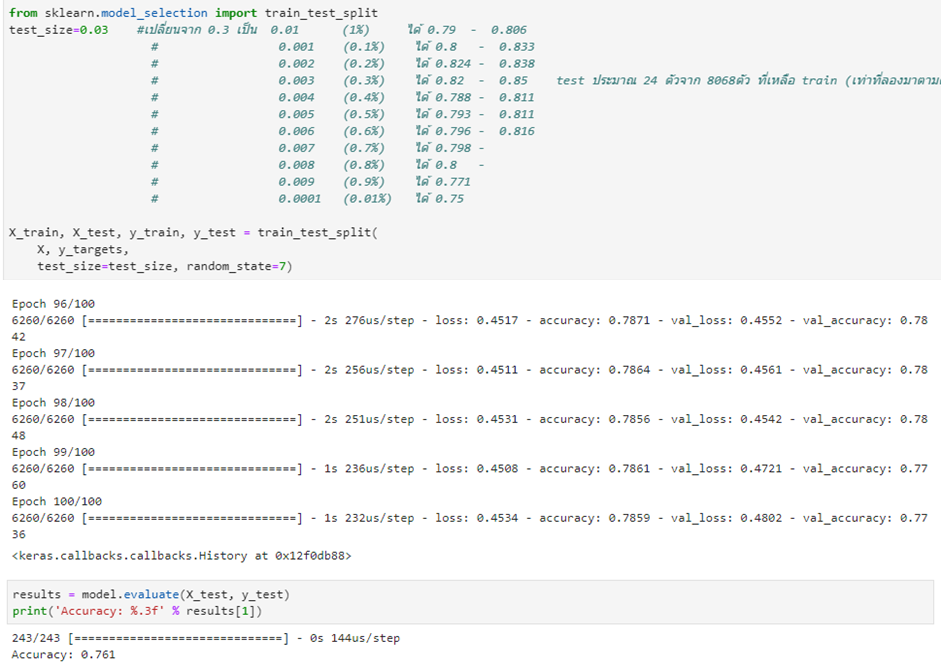 from sklearn.model_selection import train_test_split
test_size=0.03 #เปลี่ยนจาก 0.3 เป็น 0.01 (1%) ได้ 0.79 - 0.806
# 0.001 (0.1%) ได้ 0.8 - 0.833
# 0.002 (0.2%) ได้ 0.824 - 0.838
# 0.003 (0.3%) ได้ 0.82 - 0.85 test ประมาณ 24 ตัวจาก 8068ตัว ที่เหลือ train (เท่าที่ลองมาตาม
# 0.004 (0.4%) ได้ 0.788 - 0.811
# 0.005 (0.5%) ได้ 0.793 - 0.811
# 0.006 (0.6%) ได้ 0.796 - 0.816
# 0.007 (0.7%) ได้ 0.798 -
# 0.008 (0.8%) ได้ 0.8 -
# 0.009 (0.9%) ได้ 0.771
# 0.0001 (0.01%) ได้ 0.75
X_train, X_test, y_train, y_test = train_test_split(
X, y_targets,
test_size=test_size, random_state=7)
Epoch 96/100
6260/6260 [==============================] - 2s 276us/step - loss: 0.4517 - accuracy: 0.7871 - val_loss: 0.4552 - val_accuracy: 0.78
42
Epoch 97/100
6260/6260 [==============================] - 2s 256us/step - loss: 0.4511 - accuracy: 0.7864 - val_loss: 0.4561 - val_accuracy: 0.78
37
Epoch 98/100
6260/6260 [==============================] - 2s 251us/step - loss: 0.4531 - accuracy: 0.7856 - val_loss: 0.4542 - val_accuracy: 0.78
48
Epoch 99/100
6260/6260 [==============================] - 1s 236us/step - loss: 0.4508 - accuracy: 0.7861 - val_loss: 0.4721 - val_accuracy: 0.77
60
Epoch 100/100
6260/6260 [==============================] - 1s 232us/step - loss: 0.4534 - accuracy: 0.7859 - val_loss: 0.4802 - val_accuracy: 0.77
36
<keras.callbacks.callbacks.History at 0x12f0db88>
results = model.evaluate(X_test, y_test)
print('Accuracy: %.3f' % results[1])
243/243 [==============================] - 0s 144us/step
Accuracy: 0.761